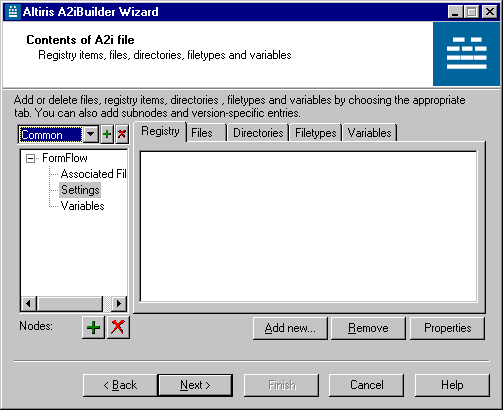 Altiris A2iBuilder Wizard
Contents of A2i file
Registry items, files, directories, filetypes and variables
Add or delete files, registry items, directories , filetypes and variables by choosing the appropriate
tab. You can also add subnodes and version-specific entries.
Common
Registry Files Directories Filetypes Variables
FormFlow
Associated Fil
Settings
Variables
Nodes:
Add new... Remove Properties
< Back Next > Finish Cancel Help